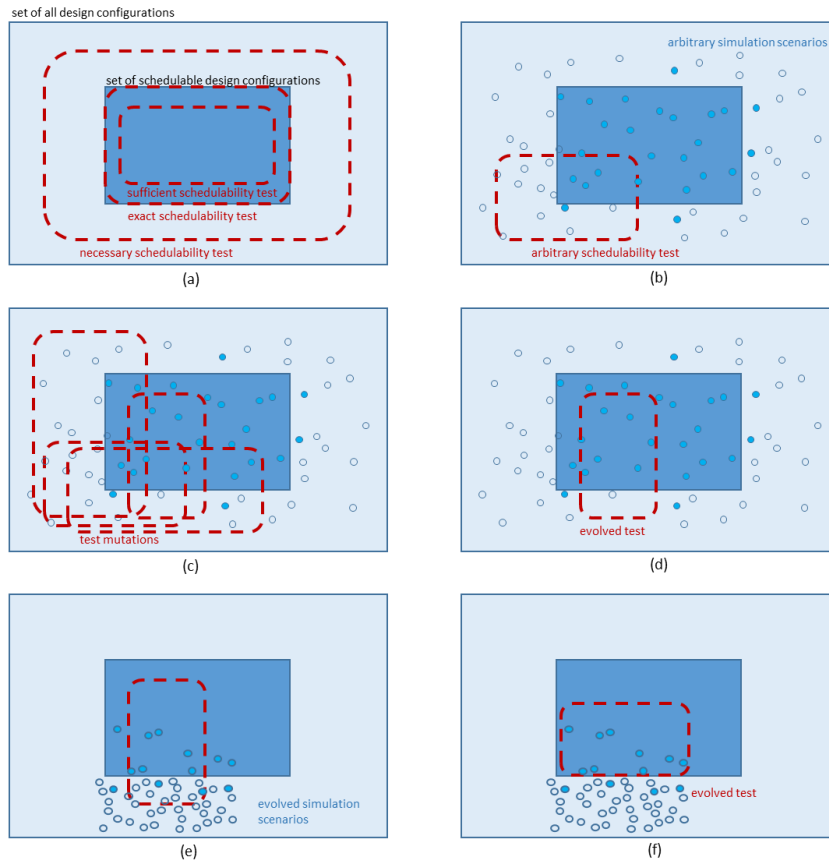 set of all design configurations
set of schedulable design configurations
sufficient schedulability test
exact schedulability test
necessary schedulability test
(a)
arbitrary simulation scenarios
arbitrary schedulability test
(b)
test mutations
(c)
evolved test
(d)
evolved simulation
scenarios
(e)
evolved test
(f)